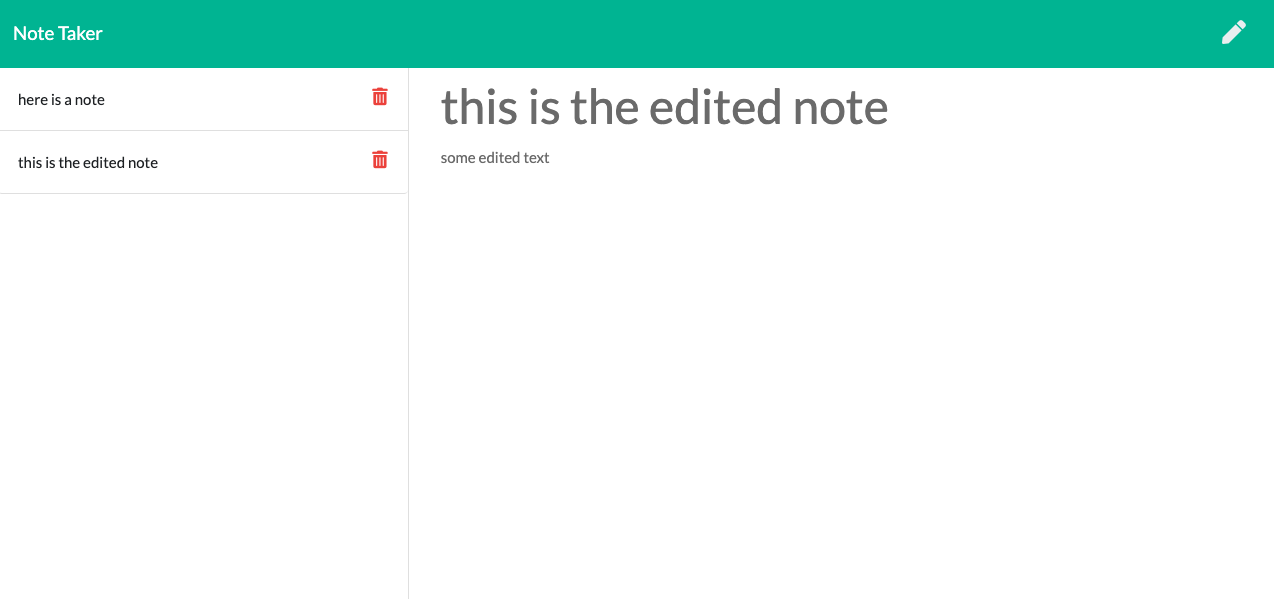 Note Taker
here is a note
this is the edited note
this is the edited note
some edited text